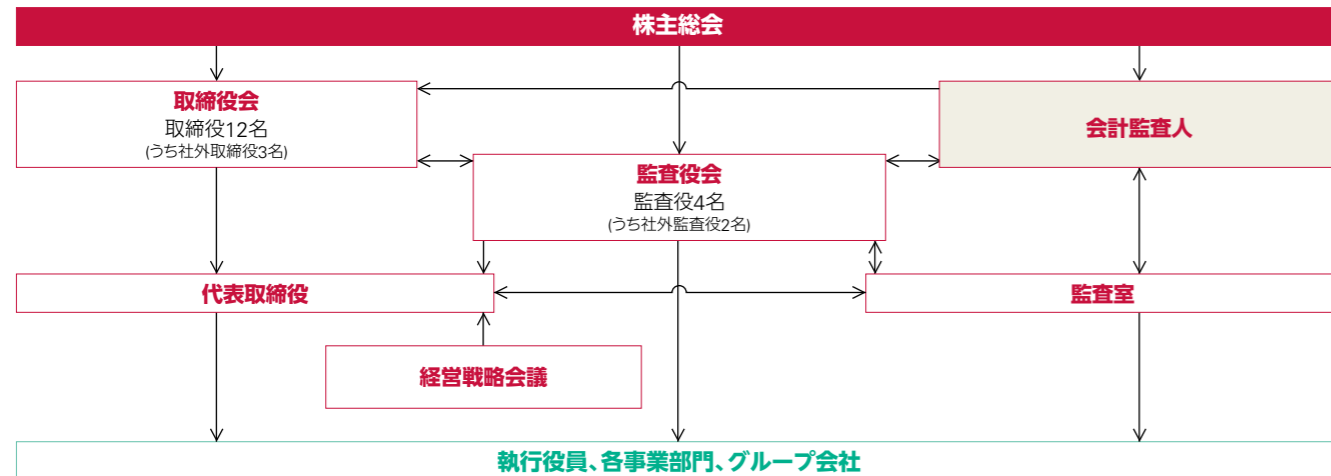 株主総会
取締役会
取締役12名
(うち社外取締役3名)
会計監査人
監査役会
監査役4名
(うち社外監査役2名)
代表取締役
監査室
経営戦略会議
執行役員、各事業部門、グループ会社